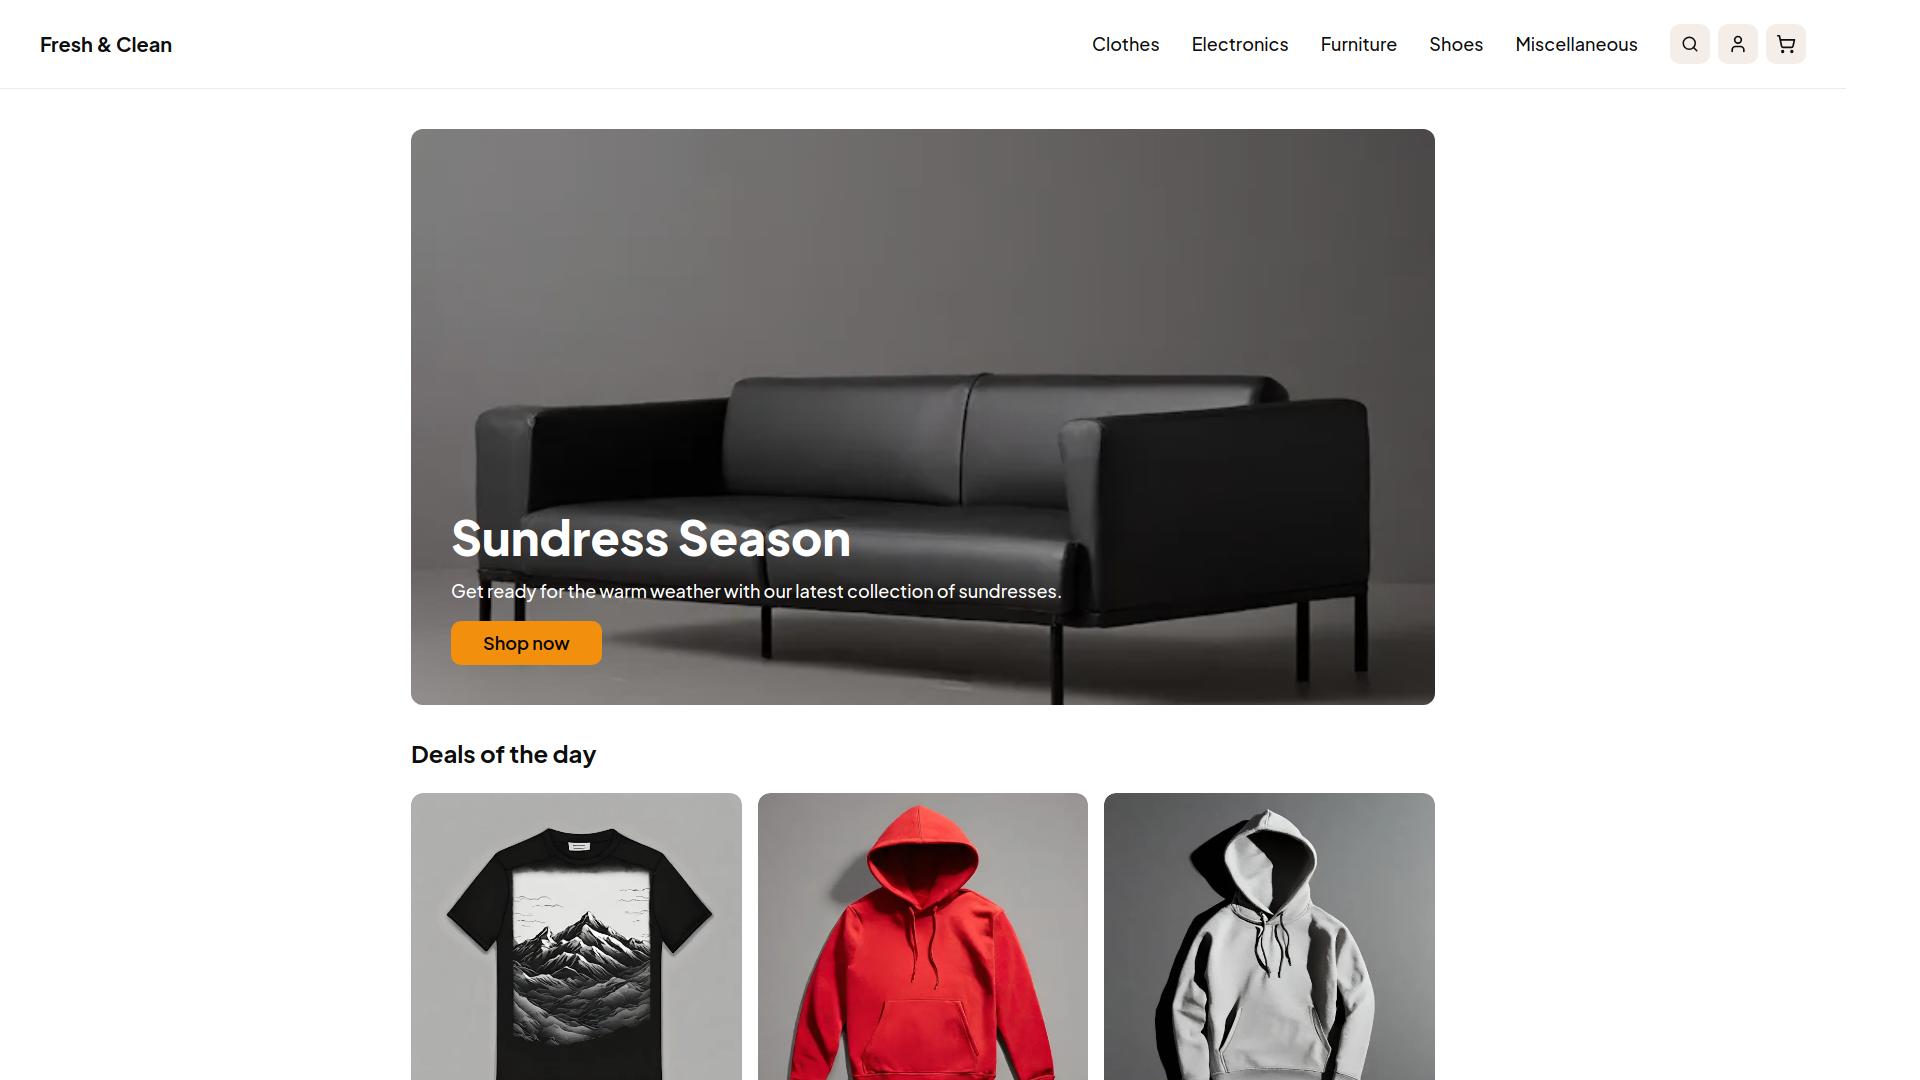 Fresh & Clean
Clothes
Electronics
Furniture
Shoes
Miscellaneous
Sundress Season
Get ready for the warm weather with our latest collection of sundresses.
Shop now
Deals of the day